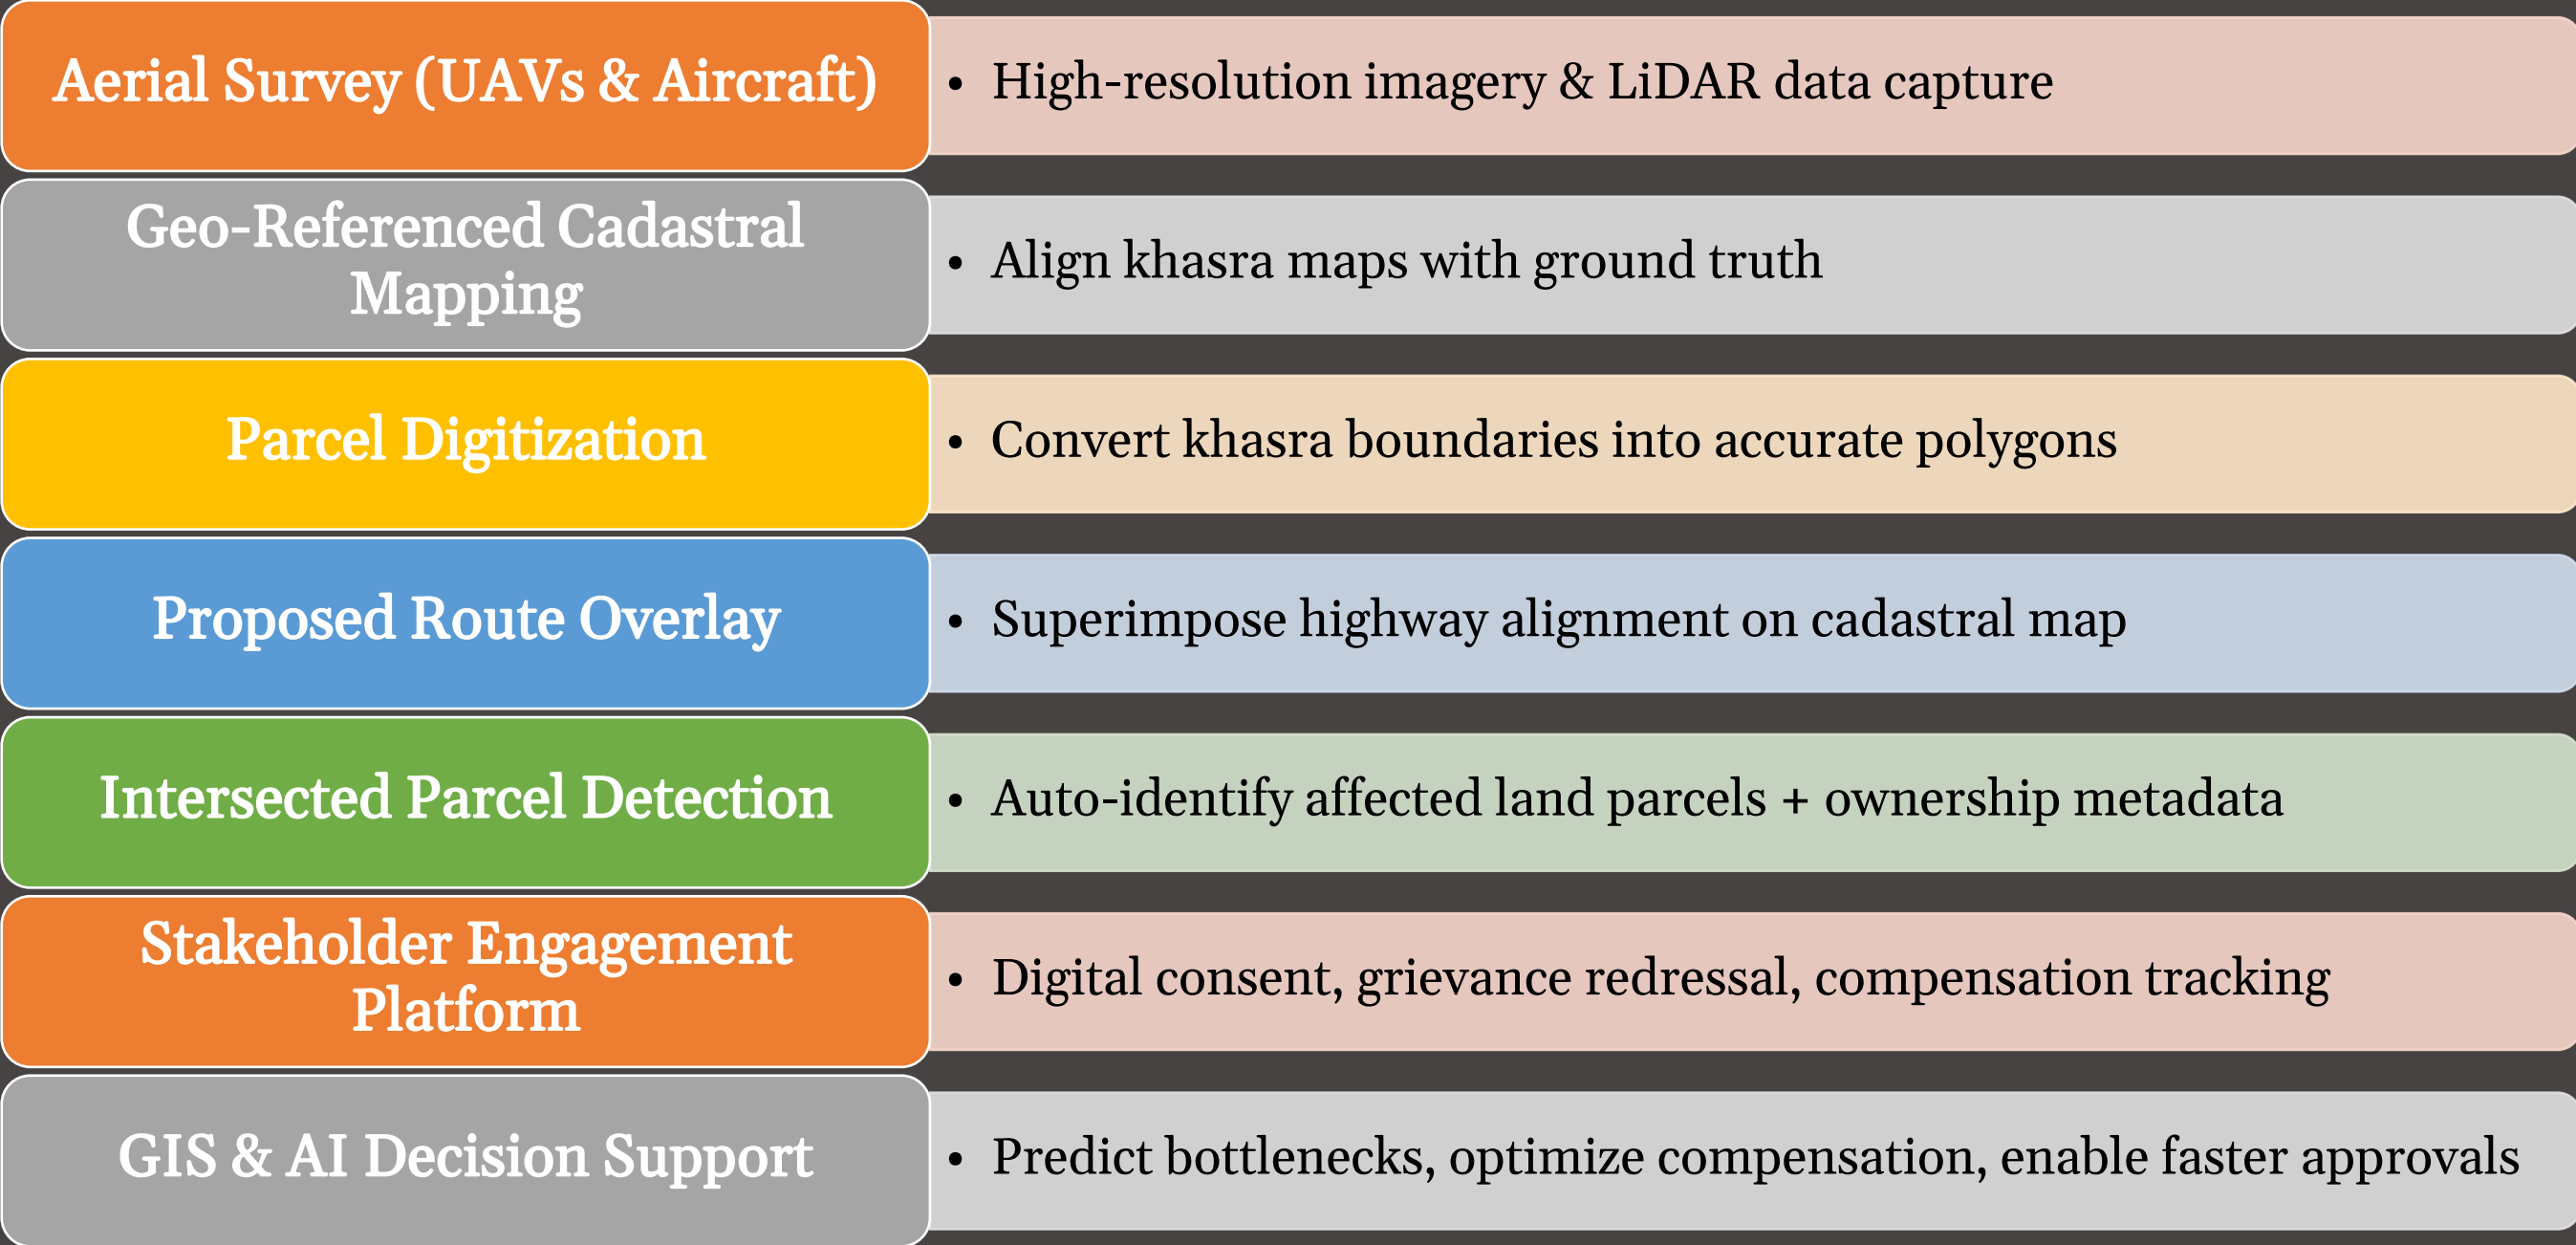 Aerial Survey (UAVs & Aircraft)
• High-resolution imagery & LiDAR data capture
Geo-Referenced Cadastral
Mapping
• Align khasra maps with ground truth
Parcel Digitization
• Convert khasra boundaries into accurate polygons
Proposed Route Overlay
• Superimpose highway alignment on cadastral map
Intersected Parcel Detection
• Auto-identify affected land parcels + ownership metadata
Stakeholder Engagement
Platform
• Digital consent, grievance redressal, compensation tracking
GIS & AI Decision Support
• Predict bottlenecks, optimize compensation, enable faster approvals